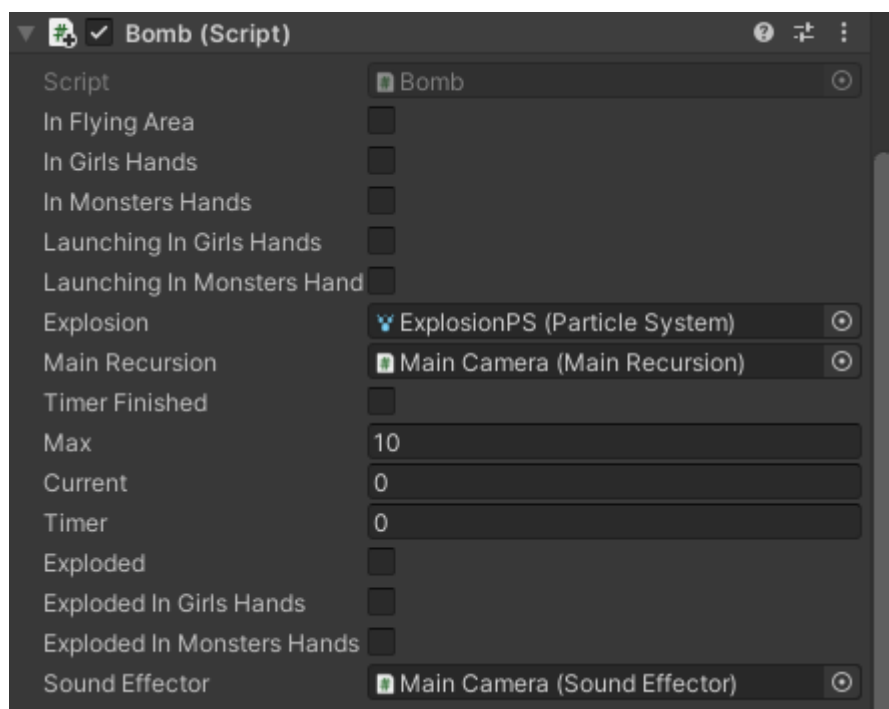 Bomb (Script)
Script Bomb
In Flying Area
In Girls Hands
In Monsters Hands
Launching In Girls Hands
Launching In Monsters Hand
Explosion ExplosionPS (Particle System)
Main Recursion Main Camera (Main Recursion)
Timer Finished
Max 10
Current 0
Timer 0
Exploded
Exploded In Girls Hands
Exploded In Monsters Hands
Sound Effector Main Camera (Sound Effector)